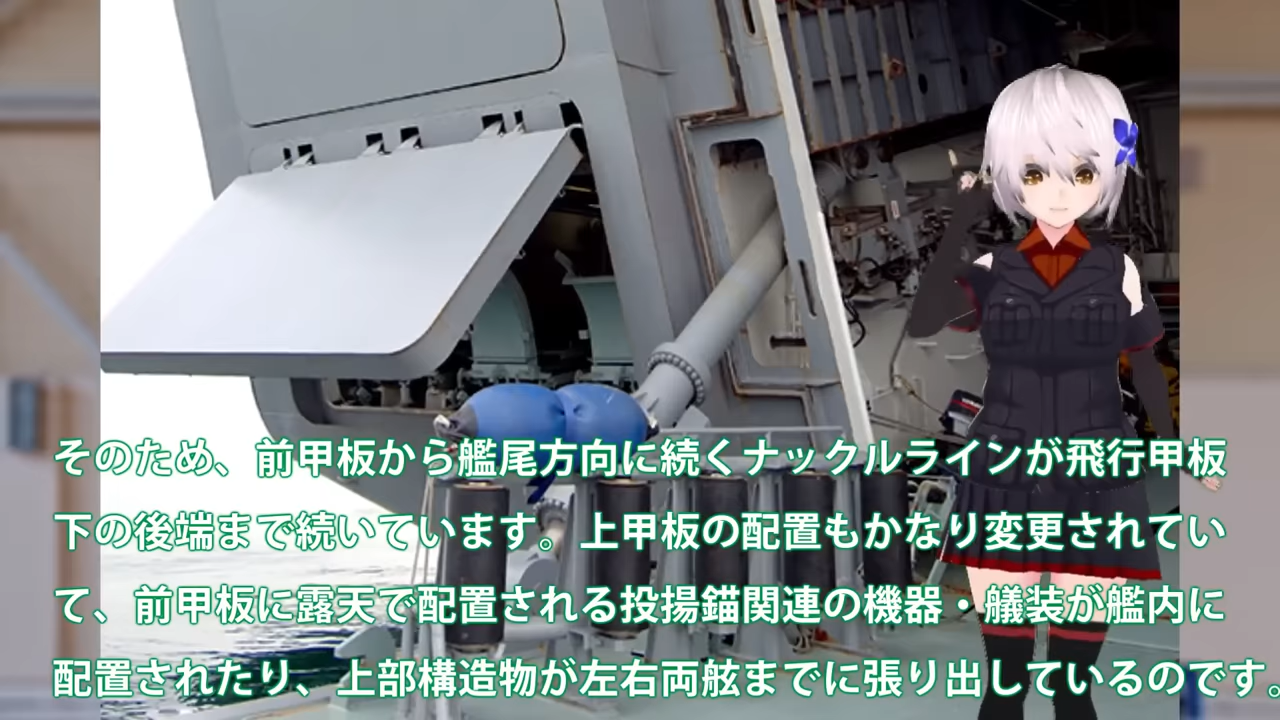 そのため、前甲板から艦尾方向に続くナックルラインが飛行甲板
下の後端まで続いています。上甲板の配置もかなり変更されてい
て、前甲板に露天で配置される投揚錨関連の機器・艤装が艦内に
配置されたり、上部構造物が左右両舷までに張り出しているのです。